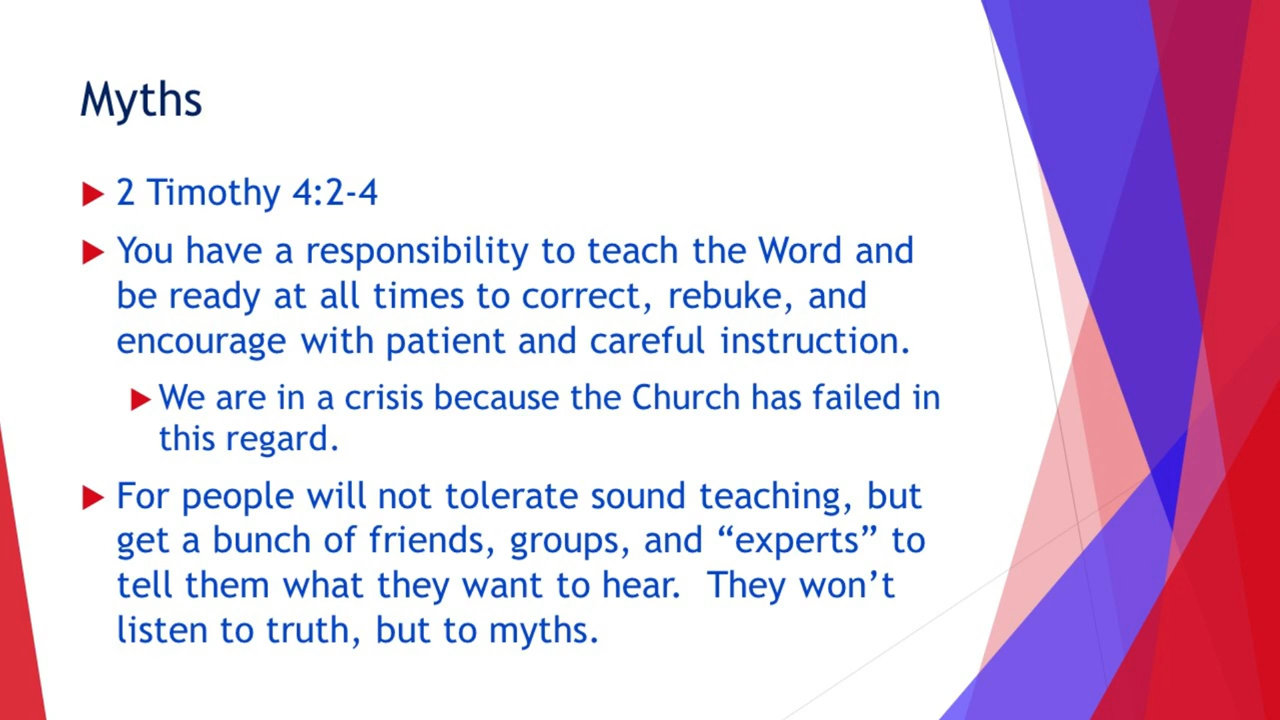 Myths
2 Timothy 4:2-4
You have a responsibility to teach the Word and
be ready at all times to correct, rebuke, and
encourage with patient and careful instruction.
We are in a crisis because the Church has failed in
this regard.
For people will not tolerate sound teaching, but
get a bunch of friends, groups, and “experts” to
tell them what they want to hear.  They won’t
listen to truth, but to myths.